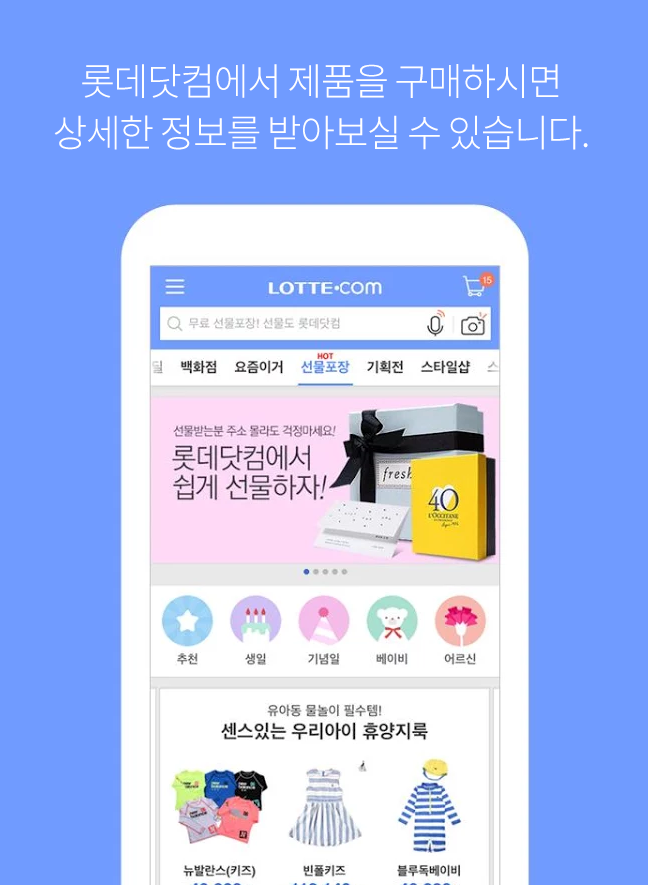 롯데닷컴에서 제품을 구매하시면
상세한 정보를 받아보실 수 있습니다.
LOTTE•COM
15
무료 선물포장! 선물도 롯데닷컴
HOT
딜 백화점 요즘이거 선물포장 기획전 스타일샵 스
선물받는분 주소 몰라도 걱정마세요!
롯데닷컴에서
쉽게 선물하자!
fresh
40
L'OCCITANE
추천 생일 기념일 베이비 어르신
유아동 물놀이 필수템!
센스있는 우리아이 휴양지룩
뉴발란스(키즈) 빈폴키즈 블루독베이비